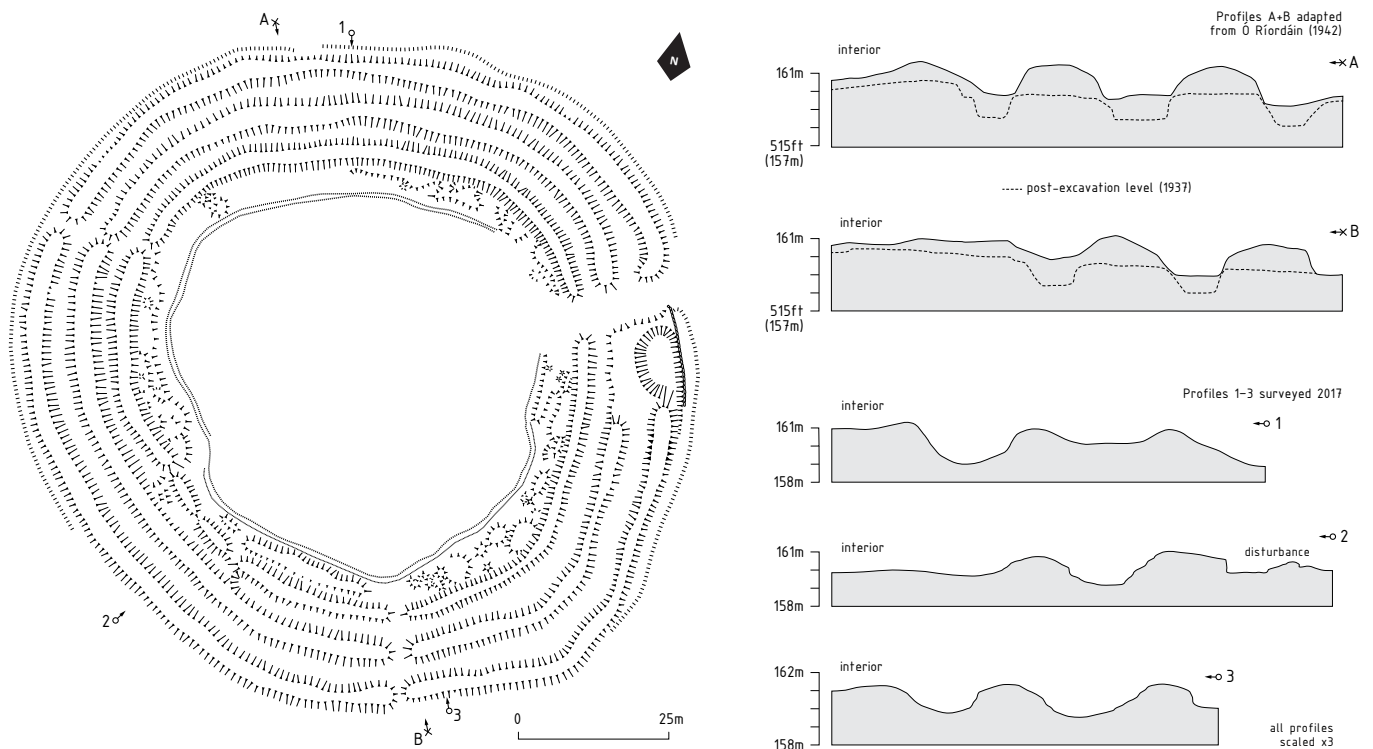 A
1
N
2
3
B
0
25m
Profiles A+B adapted
from Ó Ríordáin (1942)
interior
A
161m
515ft
(157m)
post-excavation level (1937)
interior
B
161m
515ft
(157m)
Profiles 1-3 surveyed 2017
interior
1
161m
158m
2
interior
disturbance
161m
158m
interior
3
162m
158m
all profiles
scaled x3